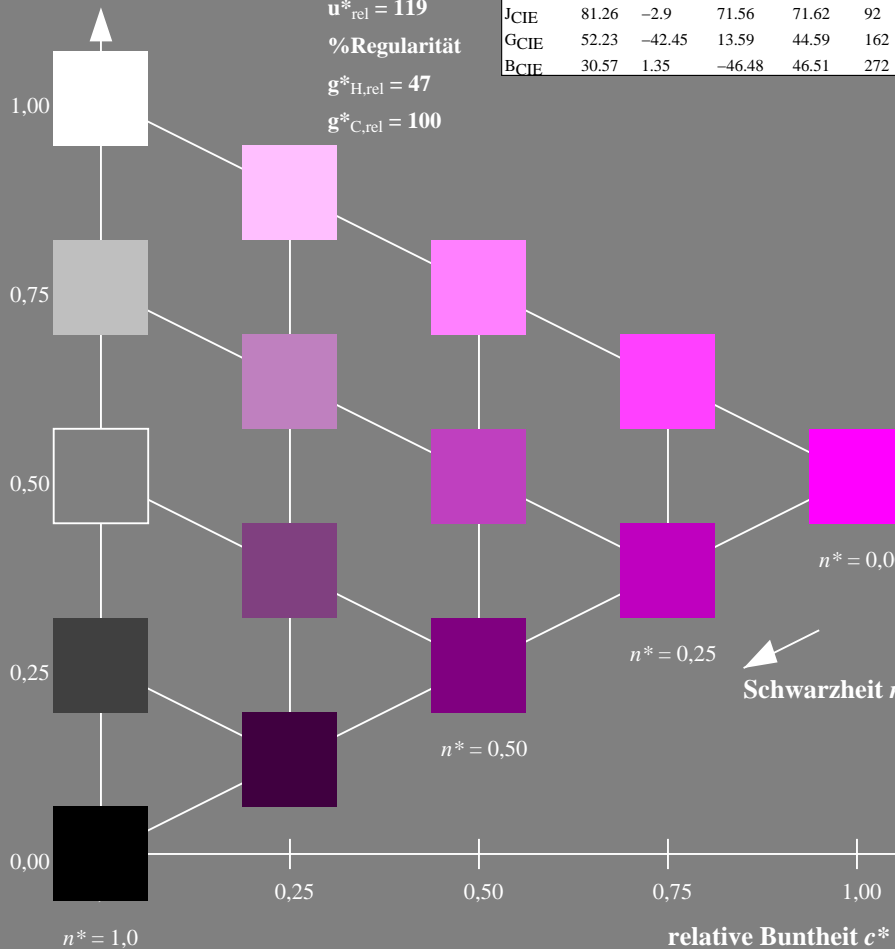 u*rel = 119
%Regularität
g*H,rel = 47
g*C,rel = 100
JCIE 81.26 −2.9 71.56 71.62 92
GCIE 52.23 −42.45 13.59 44.59 162
BCIE 30.57 1.35 −46.48 46.51 272
1,00
0,75
0,50
0,25
0,00
n* = 0,0
n* = 0,25
Schwarzheit
n* = 0,50
0,25 0,50 0,75 1,00
n* = 1,0
relative Buntheit c*